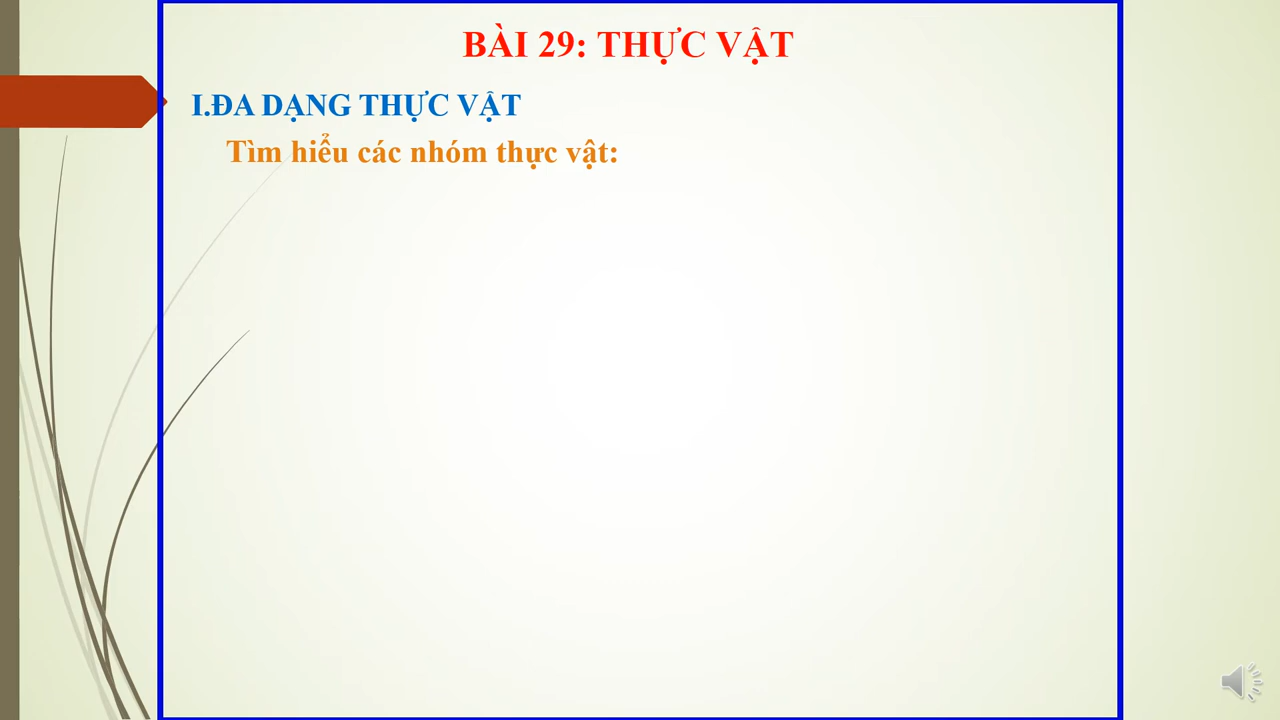 BÀI 29: THỰC VẬT
I.ĐA DẠNG THỰC VẬT
Tìm hiểu các nhóm thực vật: